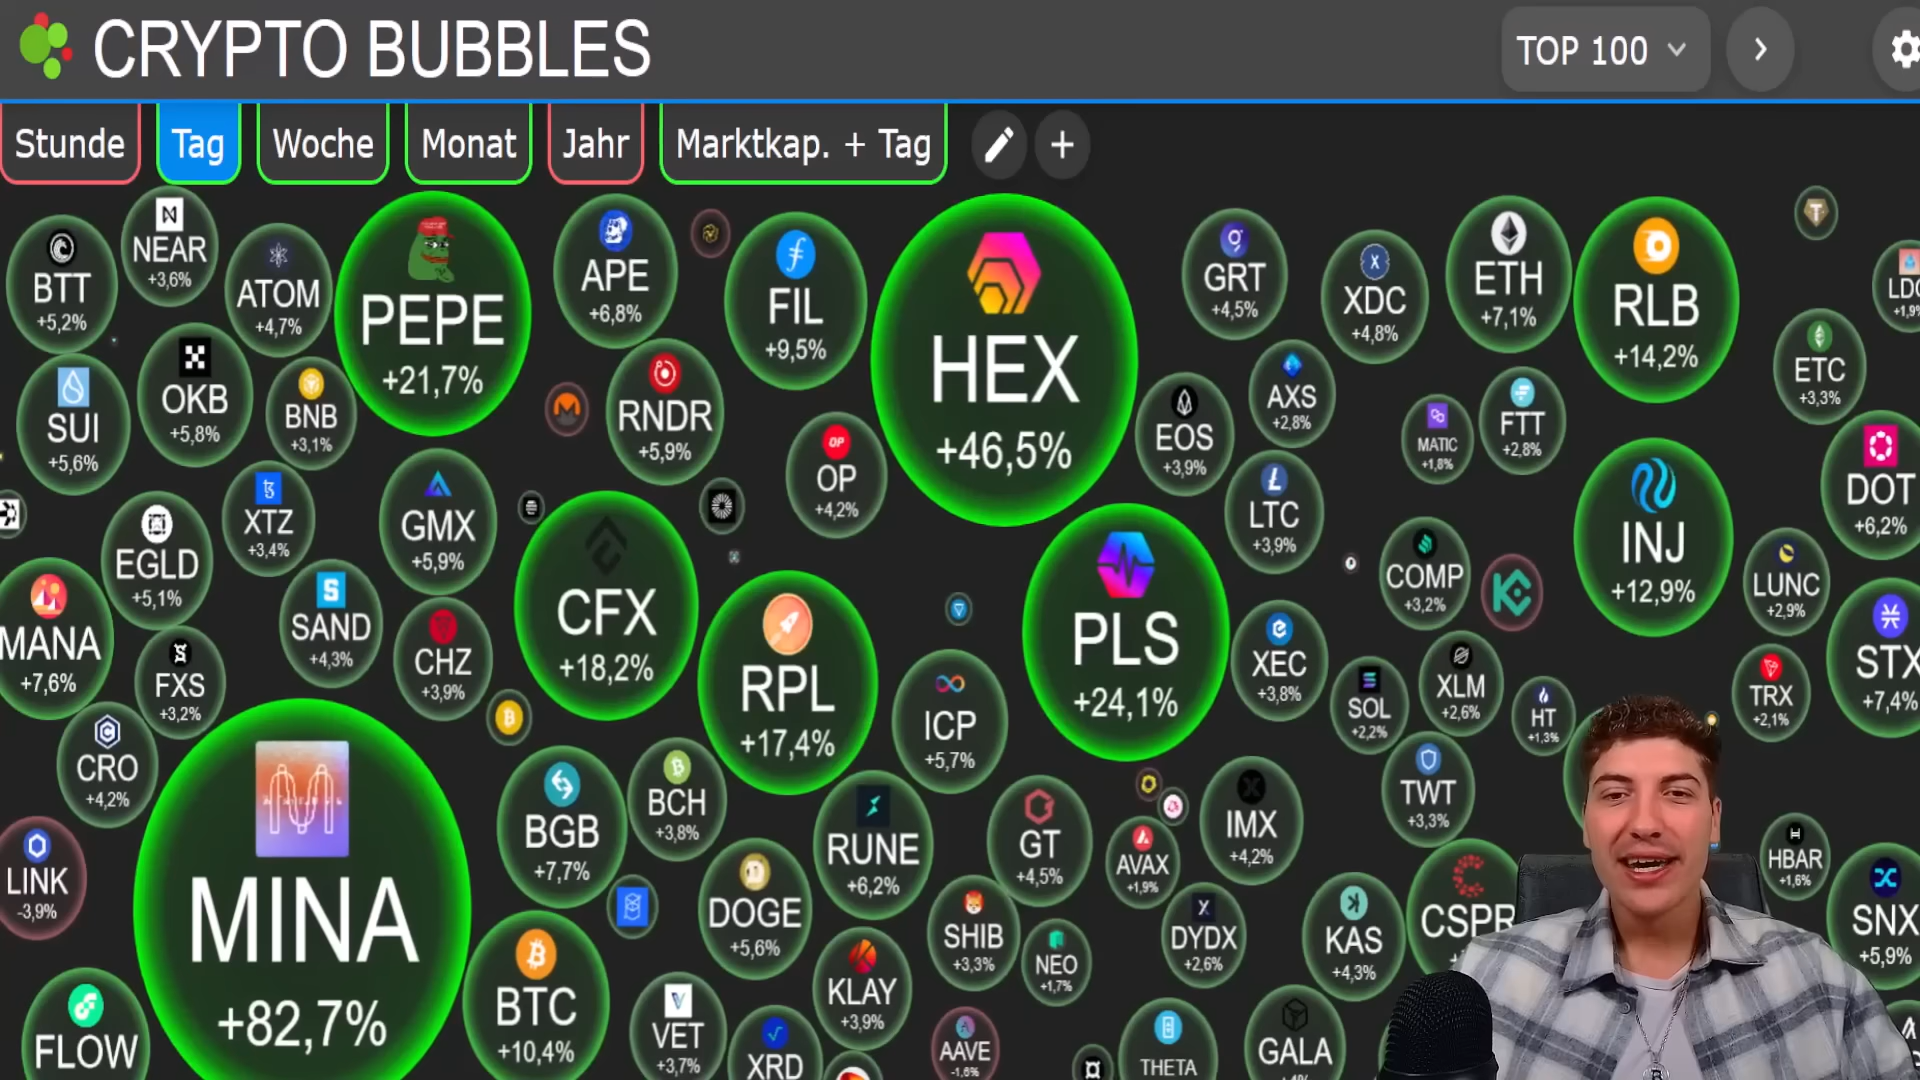 CRYPTO BUBBLES
TOP 100
Stunde
Tag
Woche
Monat
Jahr
Marktkap. + Tag
BTT
+5,2%
NEAR
+3,6%
ATOM
+4,7%
PEPE
+21,7%
APE
+6,8%
FIL
+9,5%
HEX
+46,5%
GRT
+4,5%
XDC
+4,8%
ETH
+7,1%
RLB
+14,2%
+1,9%
SUI
+5,6%
OKB
+5,8%
BNB
+3,1%
RNDR
+5,9%
OP
OP
+4,2%
EOS
+3,9%
AXS
+2,8%
MATIC
+1,8%
FTT
+2,8%
ETC
+3,3%
DOT
+6,2%
EGLD
+5,1%
XTZ
+3,4%
GMX
+5,9%
CFX
+18,2%
LTC
+3,9%
COMP
+3,2%
INJ
+12,9%
LUNC
+2,9%
MANA
+7,6%
FXS
+3,2%
SAND
+4,3%
CHZ
+3,9%
RPL
+17,4%
ICP
+5,7%
PLS
+24,1%
XEC
+3,8%
SOL
+2,2%
XLM
+2,6%
HT
+1,3%
TRX
+2,1%
STX
+7,4%
CRO
+4,2%
MINA
+82,7%
BGB
+7,7%
BCH
+3,8%
RUNE
+6,2%
GT
+4,5%
AVAX
+1,9%
IMX
+4,2%
TWT
+3,3%
HBAR
+1,6%
LINK
-3,9%
DOGE
+5,6%
SHIB
+3,3%
NEO
+1,7%
DYDX
+2,6%
KAS
+4,3%
CSPR
SNX
+5,9%
FLOW
BTC
+10,4%
VET
+3,7%
XRD
KLAY
+3,9%
AAVE
-1,6%
THETA
GALA